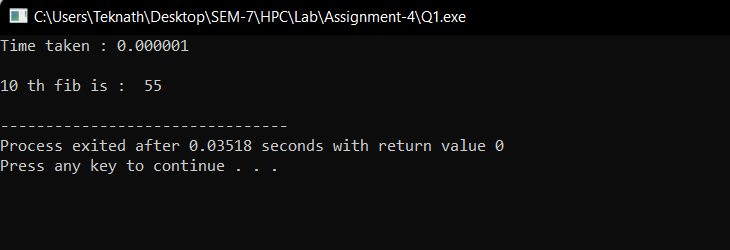 C:\Users\Teknath\Desktop\SEM-7\HPC\Lab\Assignment-4\Q1.exe
Time taken : 0.000001
10 th fib is :  55
--------------------------------
Process exited after 0.03518 seconds with return value 0
Press any key to continue . . .